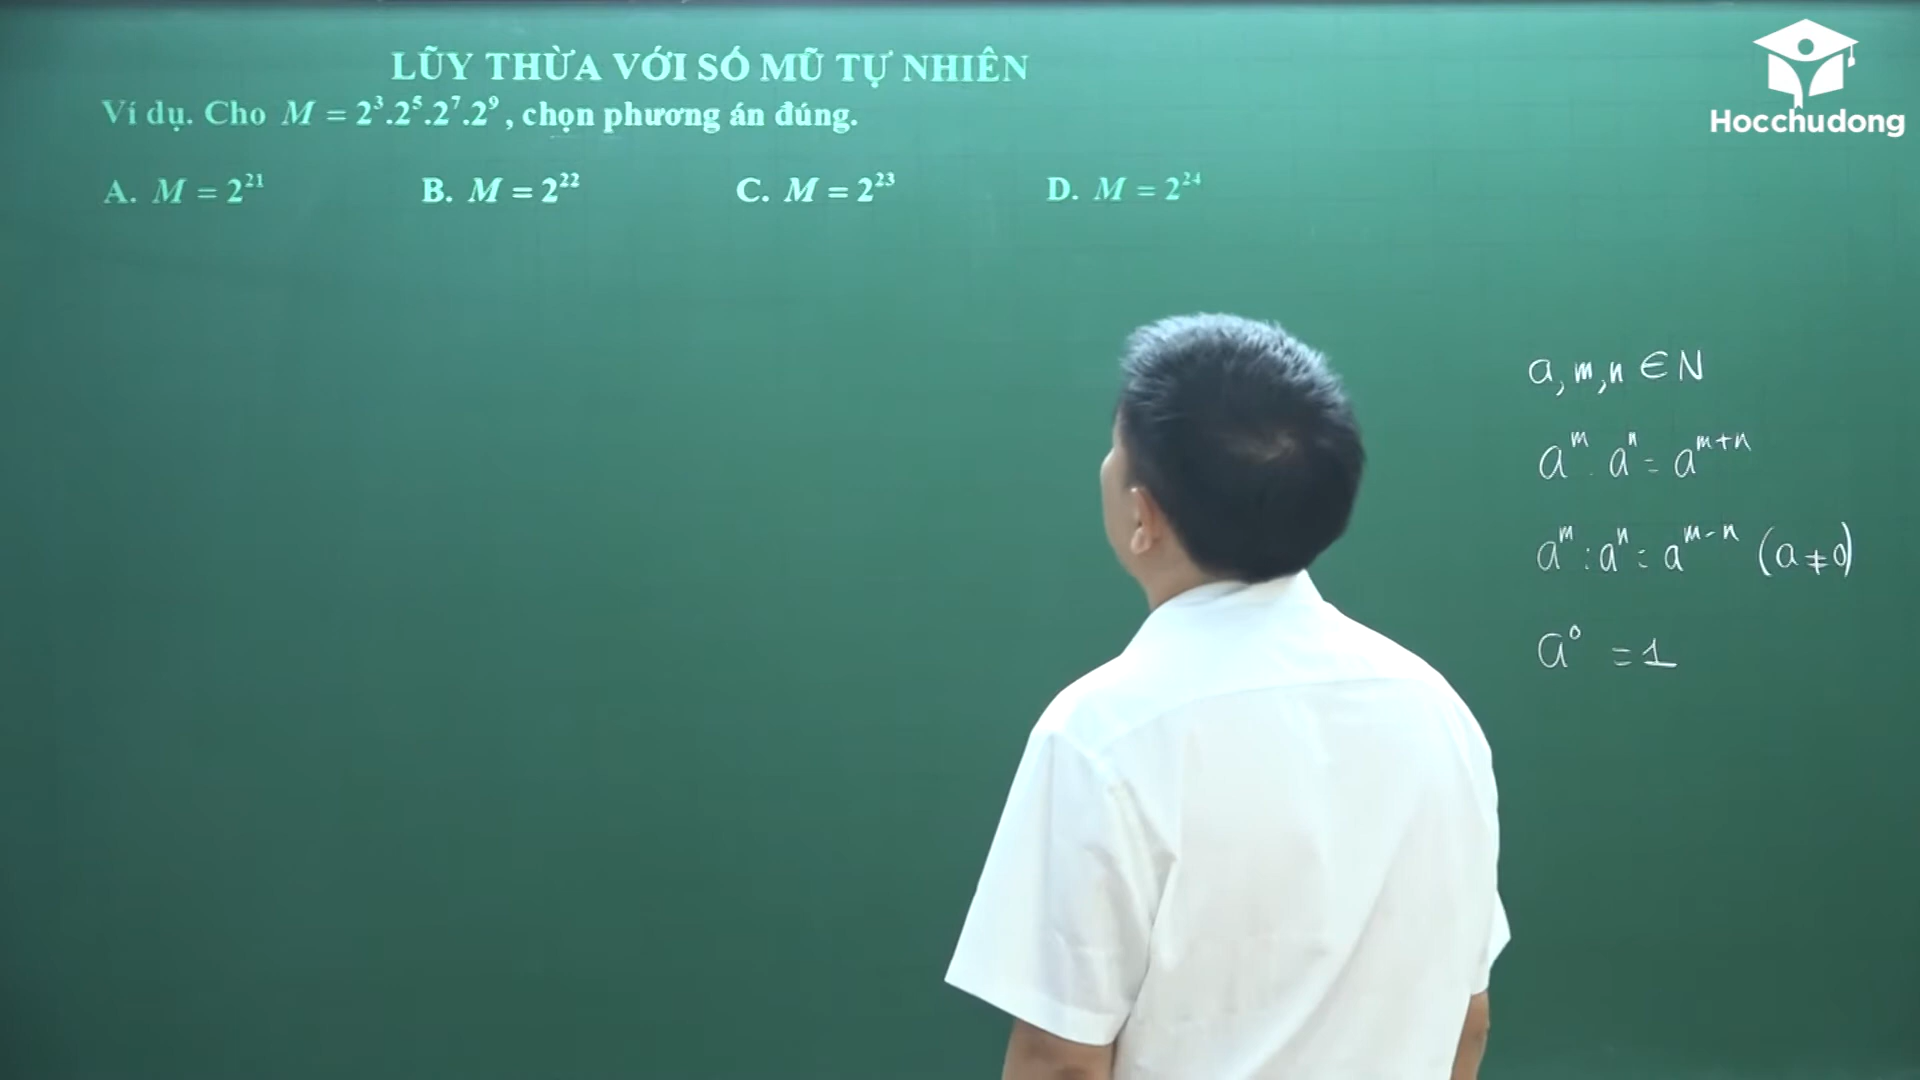 LŨY THỪA VỚI SỐ MŨ TỰ NHIÊN
Ví dụ. Cho M = 2³.2⁵.2⁷.2⁹, chọn phương án đúng.
A. M = 2²¹ B. M = 2²² C. M = 2²³ D. M = 2²⁴
Hocchudong
a, m, n ∈ N
aᵐ . aⁿ = aᵐ⁺ⁿ
aᵐ : aⁿ = aᵐ⁻ⁿ (a ≠ 0)
a⁰ = 1